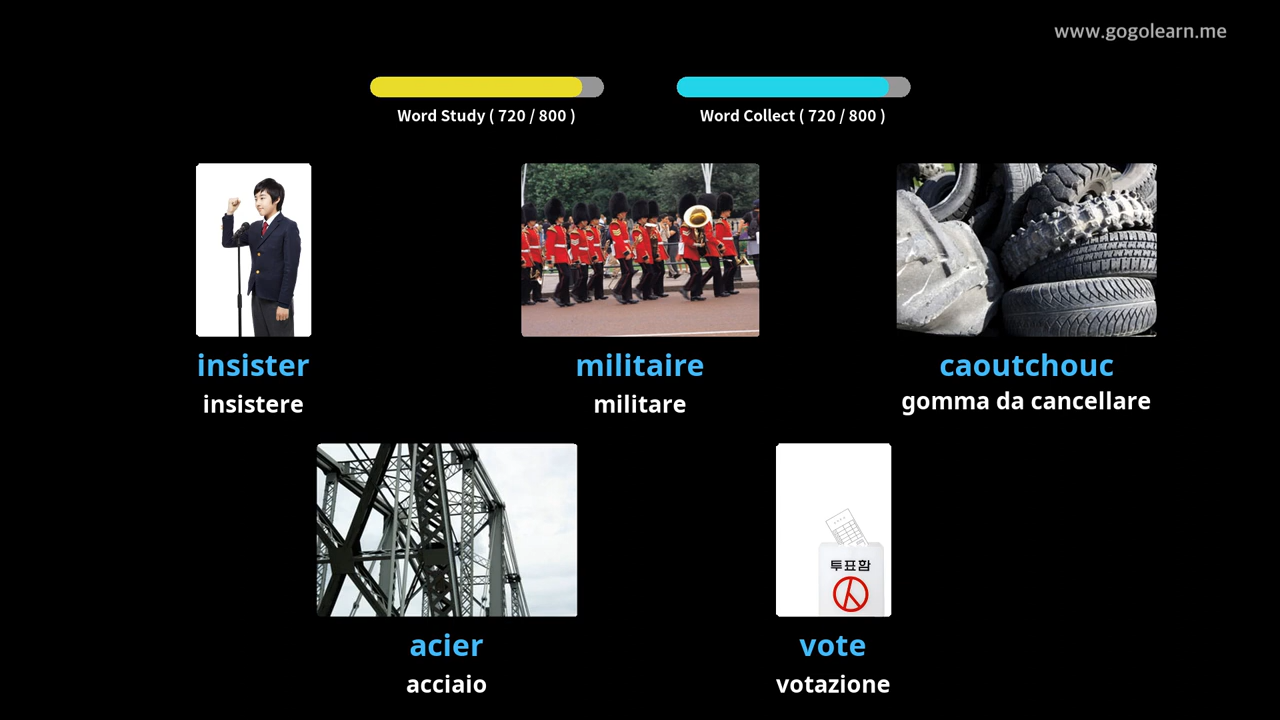 www.gogolearn.me
Word Study ( 720 / 800 )
Word Collect ( 720 / 800 )
insister
insistere
militaire
militare
caoutchouc
gomma da cancellare
acier
acciaio
투표함
vote
votazione